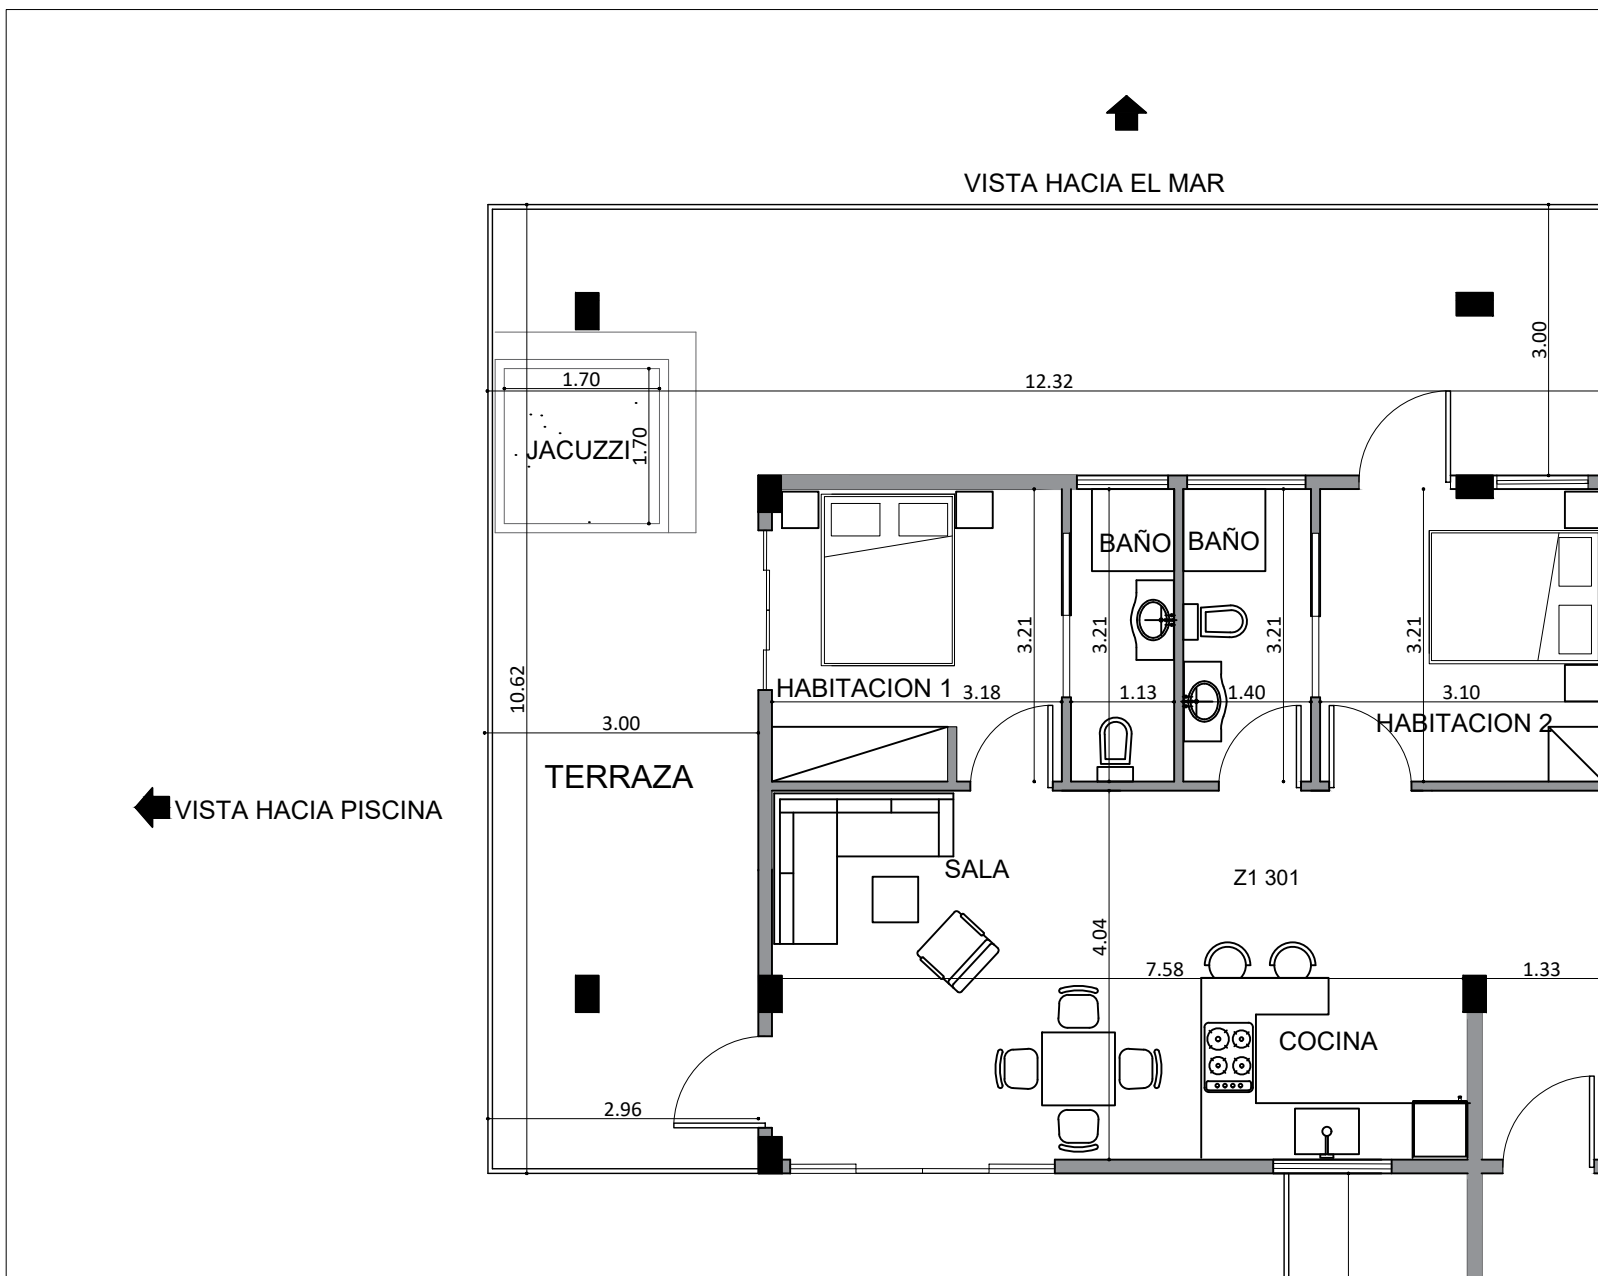 VISTA HACIA EL MAR
3.00
1.70
12.32
1.70
JACUZZI
BAÑO
BAÑO
3.21
3.21
3.21
3.21
10.62
HABITACION 1
3.18
1.13
1.40
3.10
3.00
HABITACION 2
TERRAZA
VISTA HACIA PISCINA
SALA
Z1 301
4.04
7.58
1.33
COCINA
2.96